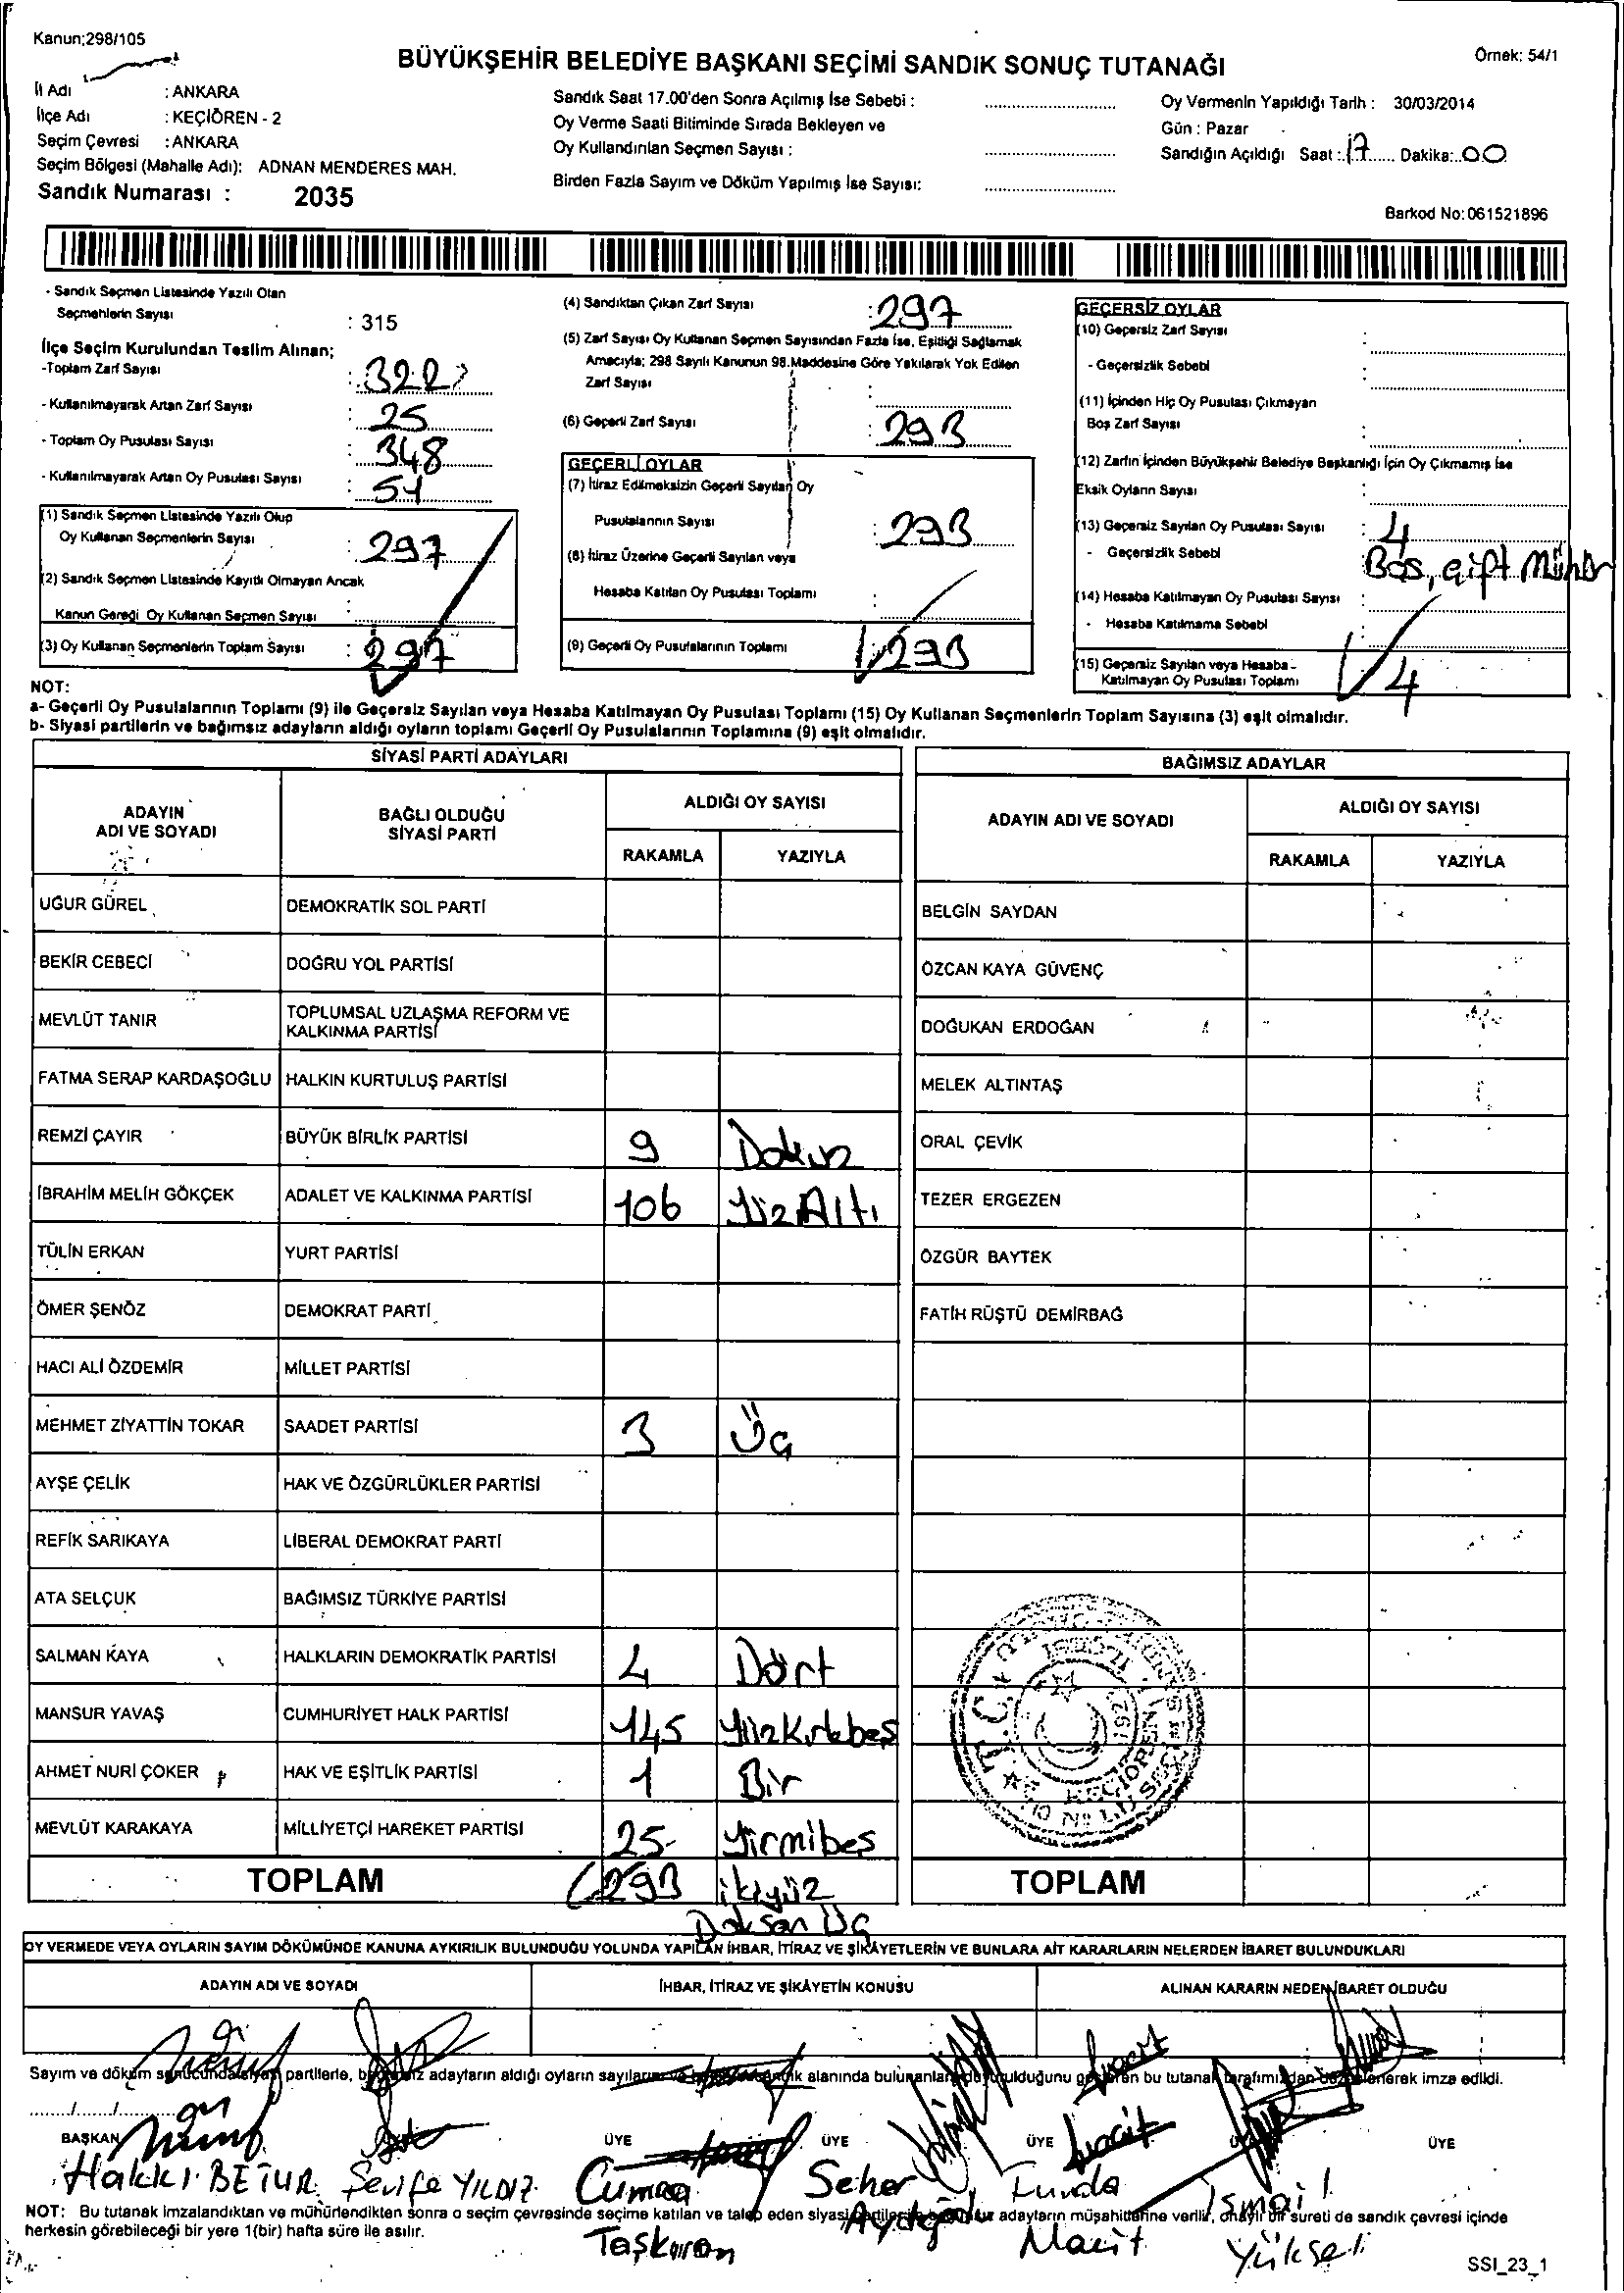 Kanun;298/105
BÜYÜKŞEHİR BELEDİYE BAŞKANI SEÇİMİ SANDIK SONUÇ TUTANAĞI
Örnek: 54/1
İl Adı : ANKARA
İlçe Adı : KEÇİÖREN - 2
Seçim Çevresi : ANKARA
Seçim Bölgesi (Mahalle Adı): ADNAN MENDERES MAH.
Sandık Numarası : 2035
Sandık Saat 17.00'den Sonra Açılmış İse Sebebi :
Oy Verme Saati Bitiminde Sırada Bekleyen ve
Oy Kullandırılan Seçmen Sayısı :
Birden Fazla Sayım ve Döküm Yapılmış İse Sayısı:
Oy Vermenin Yapıldığı Tarih : 30/03/2014
Gün : Pazar
Sandığın Açıldığı Saat : 17 Dakika: 00
Barkod No: 061521896
- Sandık Seçmen Listesinde Yazılı Olan
Seçmenlerin Sayısı : 315
İlçe Seçim Kurulundan Teslim Alınan;
-Toplam Zarf Sayısı : 322
- Kullanılmayarak Artan Zarf Sayısı : 25
- Toplam Oy Pusulası Sayısı : 348
- Kullanılmayarak Artan Oy Pusulası Sayısı : 51
(1) Sandık Seçmen Listesinde Yazılı Olup
Oy Kullanan Seçmenlerin Sayısı : 297
(2) Sandık Seçmen Listesinde Kayıtlı Olmayan Ancak
Kanun Gereği Oy Kullanan Seçmen Sayısı :
(3) Oy Kullanan Seçmenlerin Toplam Sayısı : 297
(4) Sandıktan Çıkan Zarf Sayısı : 297
(5) Zarf Sayısı Oy Kullanan Seçmen Sayısından Fazla İse, Eşitliği Sağlamak
Amacıyla; 298 Sayılı Kanunun 98.Maddesine Göre Yakılarak Yok Edilen
Zarf Sayısı :
(6) Geçerli Zarf Sayısı : 293
GEÇERLİ OYLAR
(7) İtiraz Edilmeksizin Geçerli Sayılan Oy
Pusulalarının Sayısı : 293
(8) İtiraz Üzerine Geçerli Sayılan veya
Hesaba Katılan Oy Pusulası Toplamı :
(9) Geçerli Oy Pusulalarının Toplamı 293
GEÇERSİZ OYLAR
(10) Geçersiz Zarf Sayısı :
- Geçersizlik Sebebi :
(11) İçinden Hiç Oy Pusulası Çıkmayan
Boş Zarf Sayısı :
(12) Zarfın İçinden Büyükşehir Belediye Başkanlığı İçin Oy Çıkmamış İse
Eksik Oyların Sayısı :
(13) Geçersiz Sayılan Oy Pusulası Sayısı : 4
- Geçersizlik Sebebi : Boş, çift Mühür
(14) Hesaba Katılmayan Oy Pusulası Sayısı :
- Hesaba Katılmama Sebebi :
(15) Geçersiz Sayılan veya Hesaba
Katılmayan Oy Pusulası Toplamı 4
NOT:
a- Geçerli Oy Pusulalarının Toplamı (9) ile Geçersiz Sayılan veya Hesaba Katılmayan Oy Pusulası Toplamı (15) Oy Kullanan Seçmenlerin Toplam Sayısına (3) eşit olmalıdır.
b- Siyasi partilerin ve bağımsız adayların aldığı oyların toplamı Geçerli Oy Pusulalarının Toplamına (9) eşit olmalıdır.
SİYASİ PARTİ ADAYLARI
ADAYIN ADI VE SOYADI
BAĞLI OLDUĞU SİYASİ PARTİ
ALDIĞI OY SAYISI
RAKAMLA YAZIYLA
UĞUR GÜREL DEMOKRATİK SOL PARTİ
BEKİR CEBECİ DOĞRU YOL PARTİSİ
MEVLÜT TANIR TOPLUMSAL UZLAŞMA REFORM VE KALKINMA PARTİSİ
FATMA SERAP KARDAŞOĞLU HALKIN KURTULUŞ PARTİSİ
REMZİ ÇAYIR BÜYÜK BİRLİK PARTİSİ 9 Dokuz
İBRAHİM MELİH GÖKÇEK ADALET VE KALKINMA PARTİSİ 106 YüzAltı
TÜLİN ERKAN YURT PARTİSİ
ÖMER ŞENÖZ DEMOKRAT PARTİ
HACI ALİ ÖZDEMİR MİLLET PARTİSİ
MEHMET ZİYATTİN TOKAR SAADET PARTİSİ 3 Üç
AYŞE ÇELİK HAK VE ÖZGÜRLÜKLER PARTİSİ
REFİK SARIKAYA LİBERAL DEMOKRAT PARTİ
ATA SELÇUK BAĞIMSIZ TÜRKİYE PARTİSİ
SALMAN KAYA HALKLARIN DEMOKRATİK PARTİSİ 4 Dört
MANSUR YAVAŞ CUMHURİYET HALK PARTİSİ 145 Yüzkırkbeş
AHMET NURİ ÇOKER HAK VE EŞİTLİK PARTİSİ 1 Bir
MEVLÜT KARAKAYA MİLLİYETÇİ HAREKET PARTİSİ 25 Yirmibeş
TOPLAM 293 ikiyüz
Doksan Üç
BAĞIMSIZ ADAYLAR
ADAYIN ADI VE SOYADI
ALDIĞI OY SAYISI
RAKAMLA YAZIYLA
BELGİN SAYDAN
ÖZCAN KAYA GÜVENÇ
DOĞUKAN ERDOĞAN
MELEK ALTINTAŞ
ORAL ÇEVİK
TEZER ERGEZEN
ÖZGÜR BAYTEK
FATİH RÜŞTÜ DEMİRBAĞ
T.C.
KEÇİÖREN
TOPLAM
OY VERMEDE VEYA OYLARIN SAYIM DÖKÜMÜNDE KANUNA AYKIRILIK BULUNDUĞU YOLUNDA YAPILAN İHBAR, İTİRAZ VE ŞİKÂYETLERİN VE BUNLARA AİT KARARLARIN NELERDEN İBARET BULUNDUKLARI
ADAYIN ADI VE SOYADI
İHBAR, İTİRAZ VE ŞİKÂYETİN KONUSU
ALINAN KARARIN NEDEN İBARET OLDUĞU
Sayım ve döküm sonucunda siyasi partilerle, bağımsız adayların aldığı oyların sayılarını alanında bulunanlara duyurulduğunu gösteren bu tutanak tarafımızdan düzenlenerek imza edildi.
......./......./.......
BAŞKAN ÜYE ÜYE ÜYE ÜYE
Hakkı BETUR Şerife YILDIZ Cumaa Taşkıran Seher Aydoğdu Funda Macit İsmail Yüksel
NOT: Bu tutanak imzalandıktan ve mühürlendikten sonra o seçim çevresinde seçime katılan ve talep eden siyasi partilerin bağımsız adayların müşahitlerine verilir, onaylı bir sureti de sandık çevresi içinde
herkesin görebileceği bir yere 1(bir) hafta süre ile asılır.
SSI_23_1